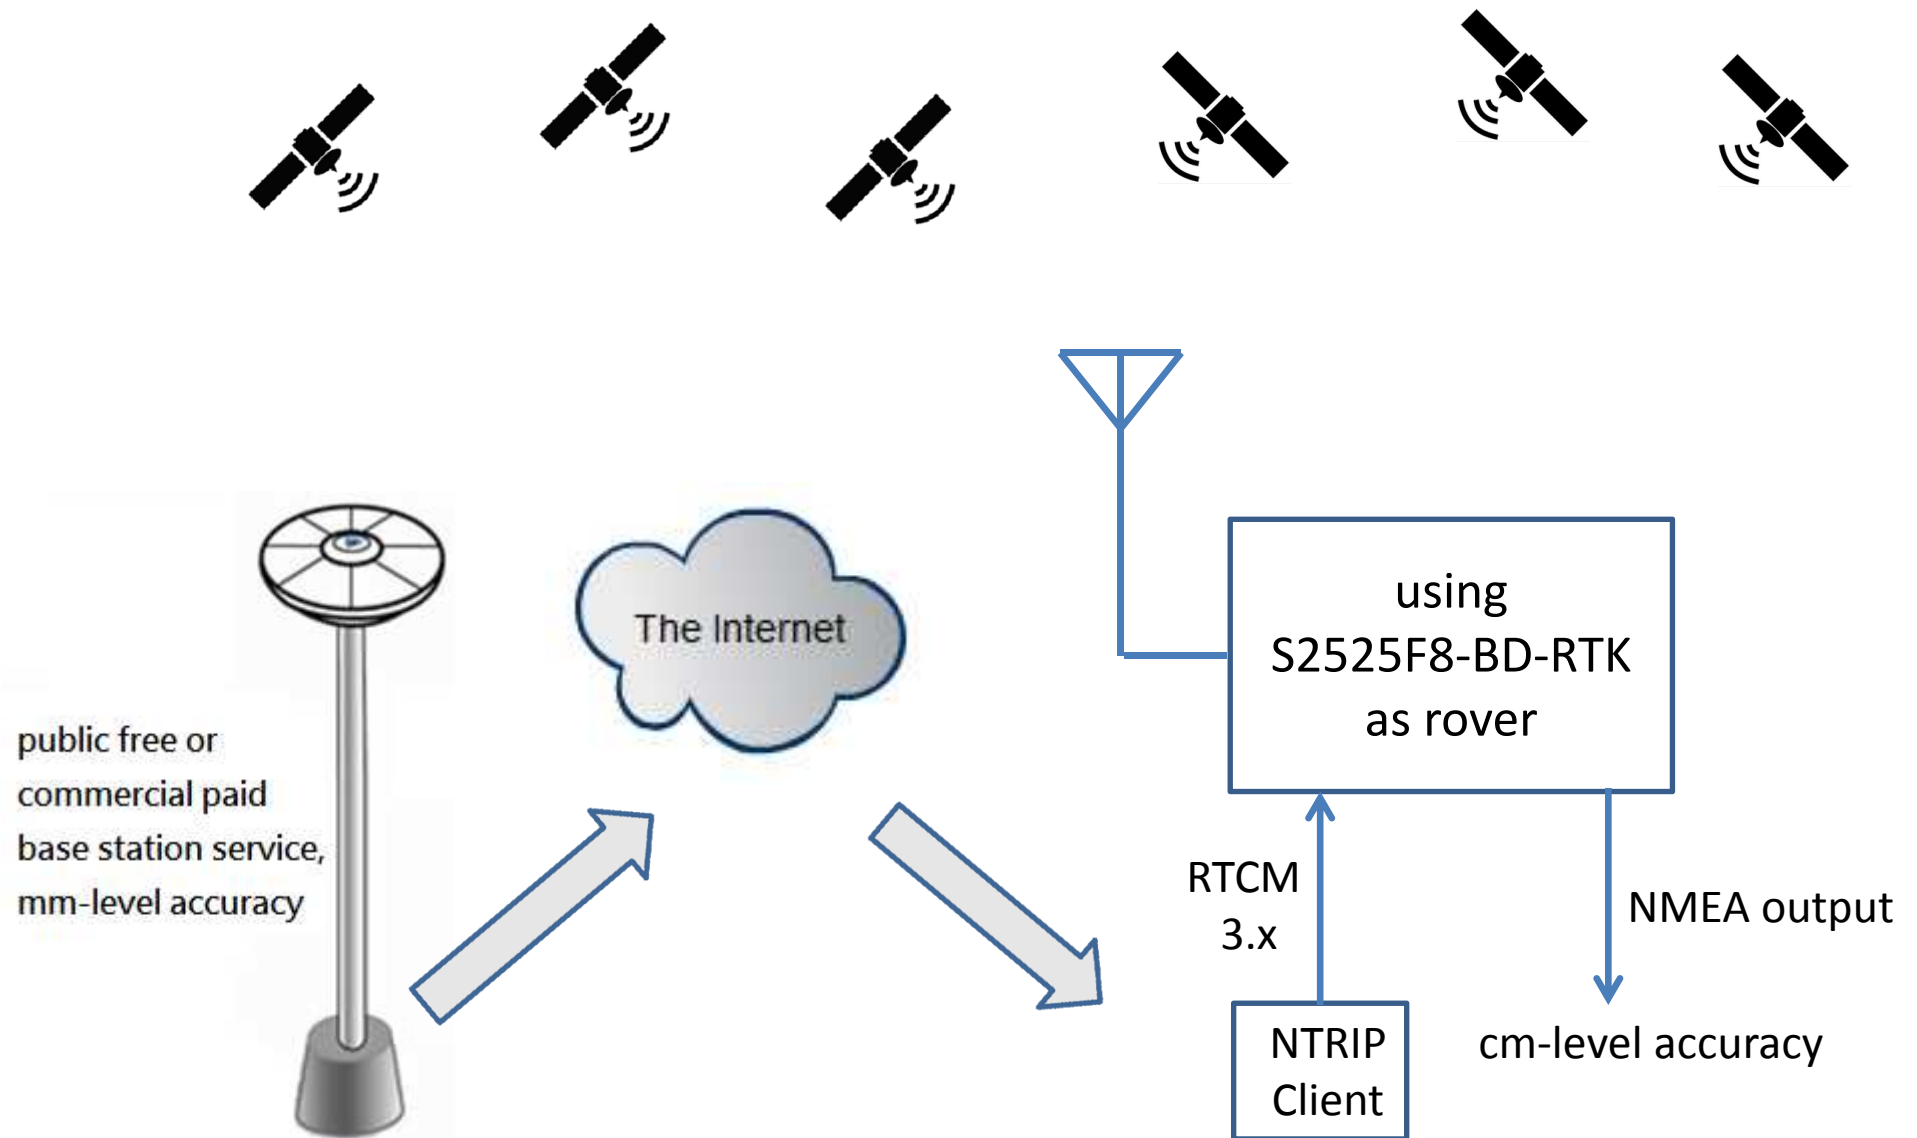 The Internet
using
S2525F8-BD-RTK
as rover
public free or
commercial paid
base station service,
mm-level accuracy
RTCM
3.x
NMEA output
NTRIP
Client
cm-level accuracy